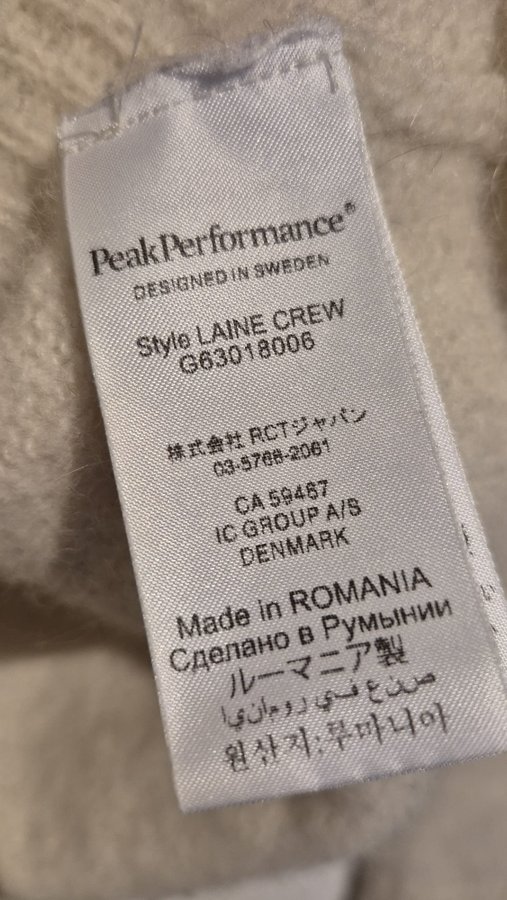 PeakPerformance®
DESIGNED IN SWEDEN
Style LAINE CREW
G63018006
株式会社 RCTジャパン
03-5766-2061
CA 59467
IC GROUP A/S
DENMARK
Made in ROMANIA
Сделано в Румынии
ルーマニア製
صنع في رومانيا
원산지: 루마니아